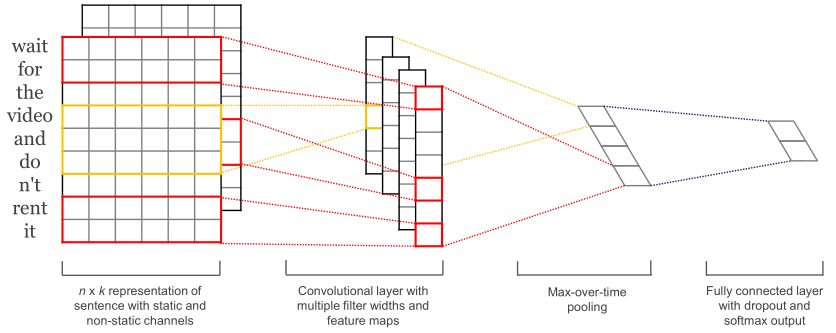 wait
for
the
video
and
do
n't
rent
it
n x k representation of
sentence with static and
non-static channels
Convolutional layer with
multiple filter widths and
feature maps
Max-over-time
pooling
Fully connected layer
with dropout and
softmax output